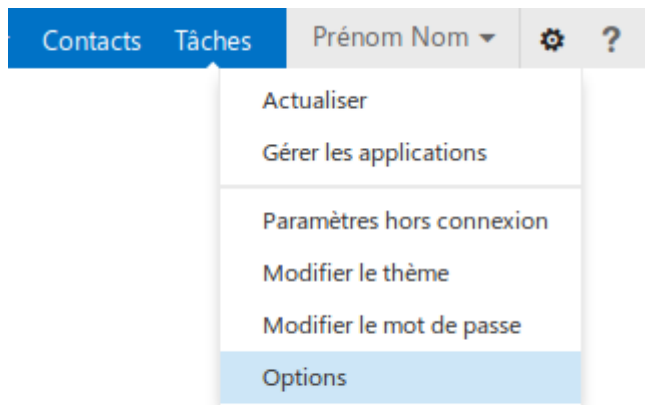 Contacts Tâches Prénom Nom ?
Actualiser
Gérer les applications
Paramètres hors connexion
Modifier le thème
Modifier le mot de passe
Options